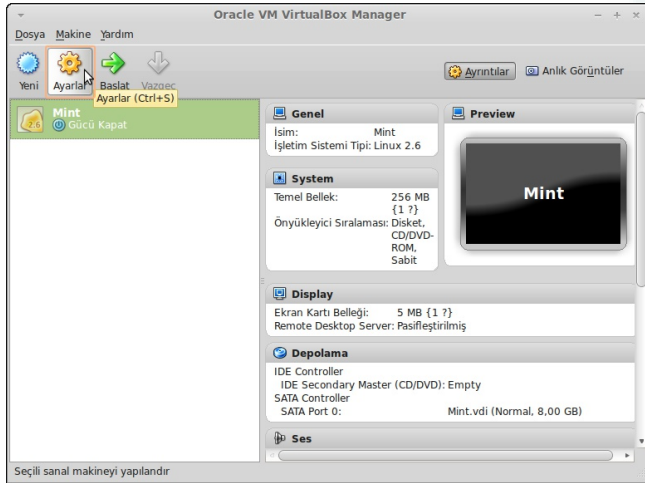 Oracle VM VirtualBox Manager
Dosya Makine Yardım
Yeni Ayarlar Başlat Vazgeç
Ayarlar (Ctrl+S)
Ayrıntılar Anlık Görüntüler
Mint
Gücü Kapat
2.6
Genel
İsim: Mint
İşletim Sistemi Tipi: Linux 2.6
Preview
Mint
System
Temel Bellek: 256 MB
{1 ?}
Önyükleyici Sıralaması: Disket,
CD/DVD-
ROM,
Sabit
Display
Ekran Kartı Belleği: 5 MB {1 ?}
Remote Desktop Server: Pasifleştirilmiş
Depolama
IDE Controller
IDE Secondary Master (CD/DVD): Empty
SATA Controller
SATA Port 0: Mint.vdi (Normal, 8,00 GB)
Ses
Seçili sanal makineyi yapılandır